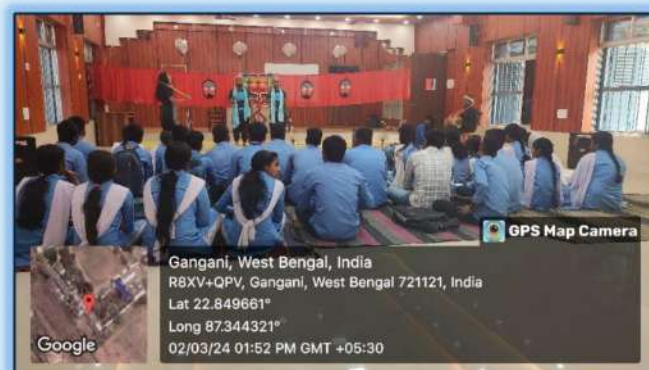 GPS Map Camera
Gangani, West Bengal, India
R8XV+QPV, Gangani, West Bengal 721121, India
Lat 22.849661°
Long 87.344321°
02/03/24 01:52 PM GMT +05:30
Google